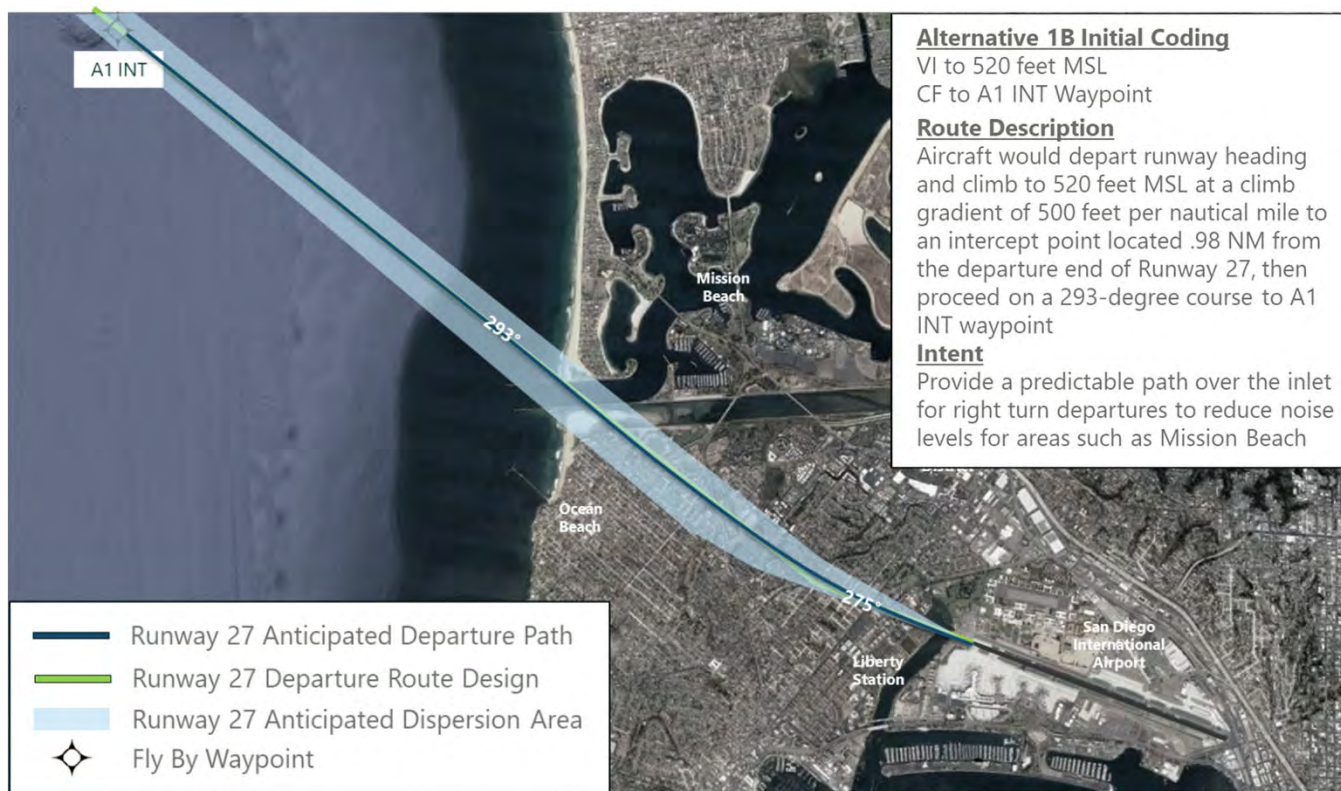 A1 INT
Alternative 1B Initial Coding
VI to 520 feet MSL
CF to A1 INT Waypoint
Route Description
Aircraft would depart runway heading
and climb to 520 feet MSL at a climb
gradient of 500 feet per nautical mile to
an intercept point located .98 NM from
the departure end of Runway 27, then
proceed on a 293-degree course to A1
INT waypoint
Intent
Provide a predictable path over the inlet
for right turn departures to reduce noise
levels for areas such as Mission Beach
Mission
Beach
293°
Ocean
Beach
275°
San Diego
International
Airport
Liberty
Station
Runway 27 Anticipated Departure Path
Runway 27 Departure Route Design
Runway 27 Anticipated Dispersion Area
Fly By Waypoint